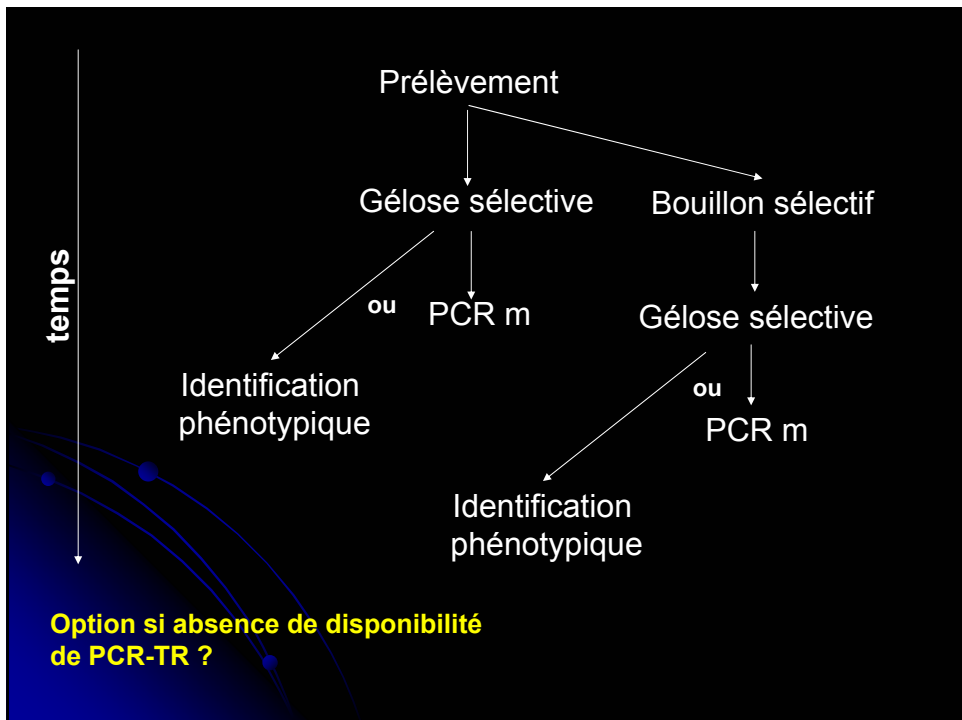 Prélèvement
Gélose sélective
Bouillon sélectif
temps
ou
PCR m
Gélose sélective
Identification
phénotypique
ou
PCR m
Identification
phénotypique
Option si absence de disponibilité
de PCR-TR ?